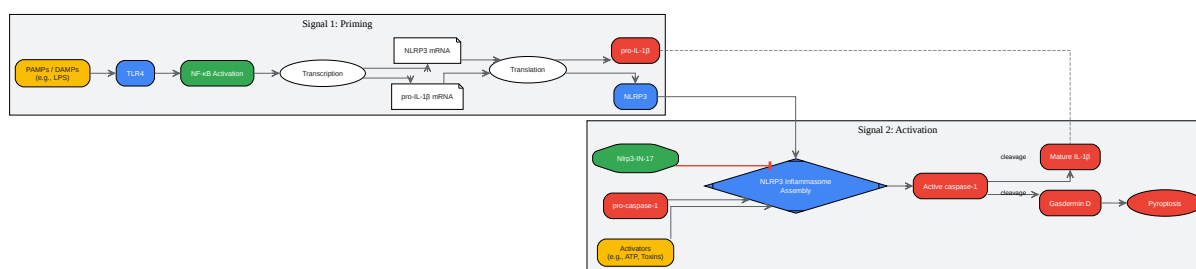 Signal 1: Priming
PAMPs / DAMPs
(e.g., LPS)
TLR4
NF-κB Activation
Transcription
NLRP3 mRNA
pro-IL-1β mRNA
Translation
pro-IL-1β
NLRP3
Signal 2: Activation
Nlrp3-IN-17
pro-caspase-1
Activators
(e.g., ATP, Toxins)
NLRP3 Inflammasome
Assembly
Active caspase-1
cleavage
Mature IL-1β
cleavage
Gasdermin D
Pyroptosis